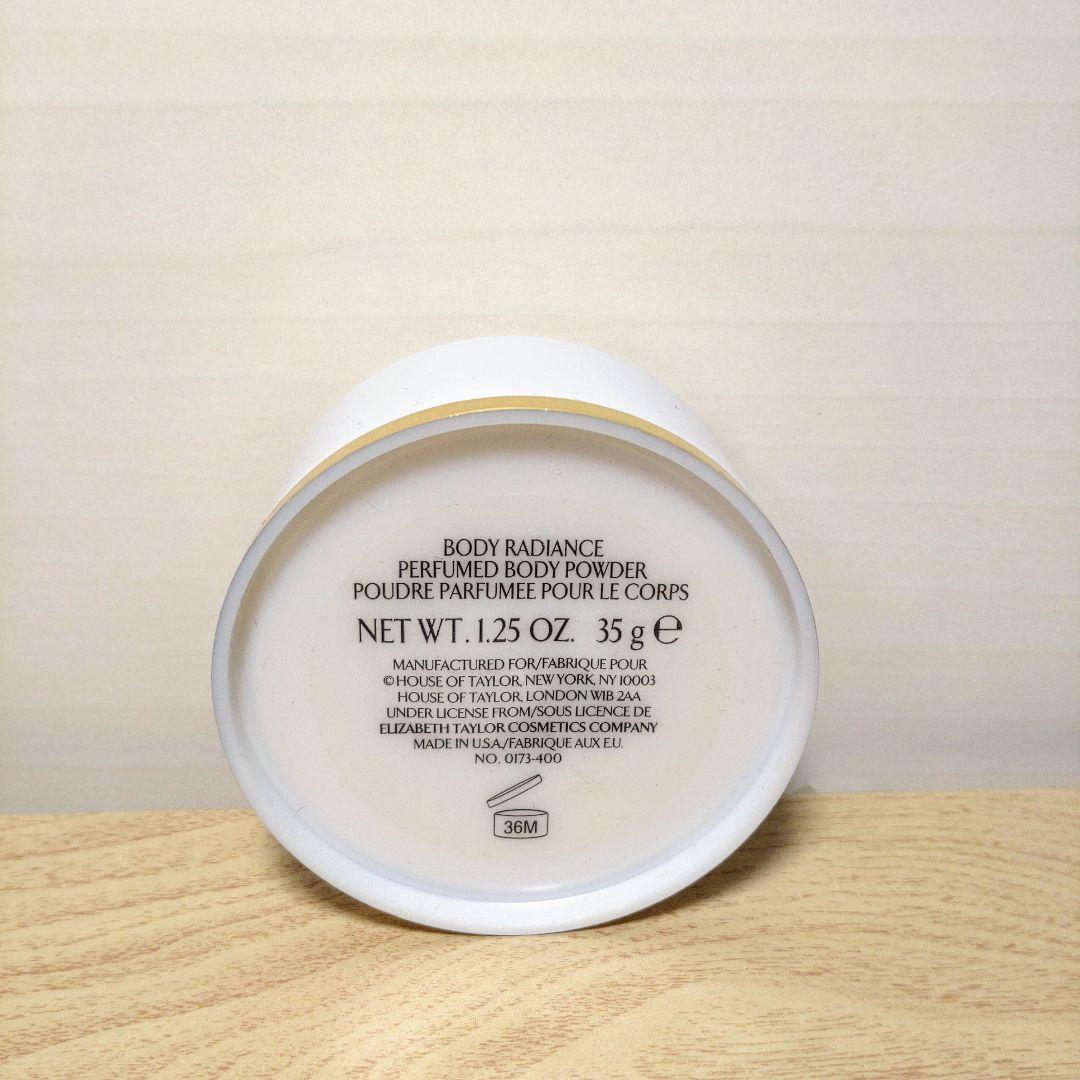 BODY RADIANCE
PERFUMED BODY POWDER
POUDRE PARFUMEE POUR LE CORPS
NET WT. 1.25 OZ. 35 g ℮
MANUFACTURED FOR/FABRIQUE POUR
© HOUSE OF TAYLOR, NEW YORK, NY 10003
HOUSE OF TAYLOR, LONDON W1B 2AA
UNDER LICENSE FROM/SOUS LICENCE DE
ELIZABETH TAYLOR COSMETICS COMPANY
MADE IN U.S.A./FABRIQUE AUX E.U.
NO. 0173-400
36M